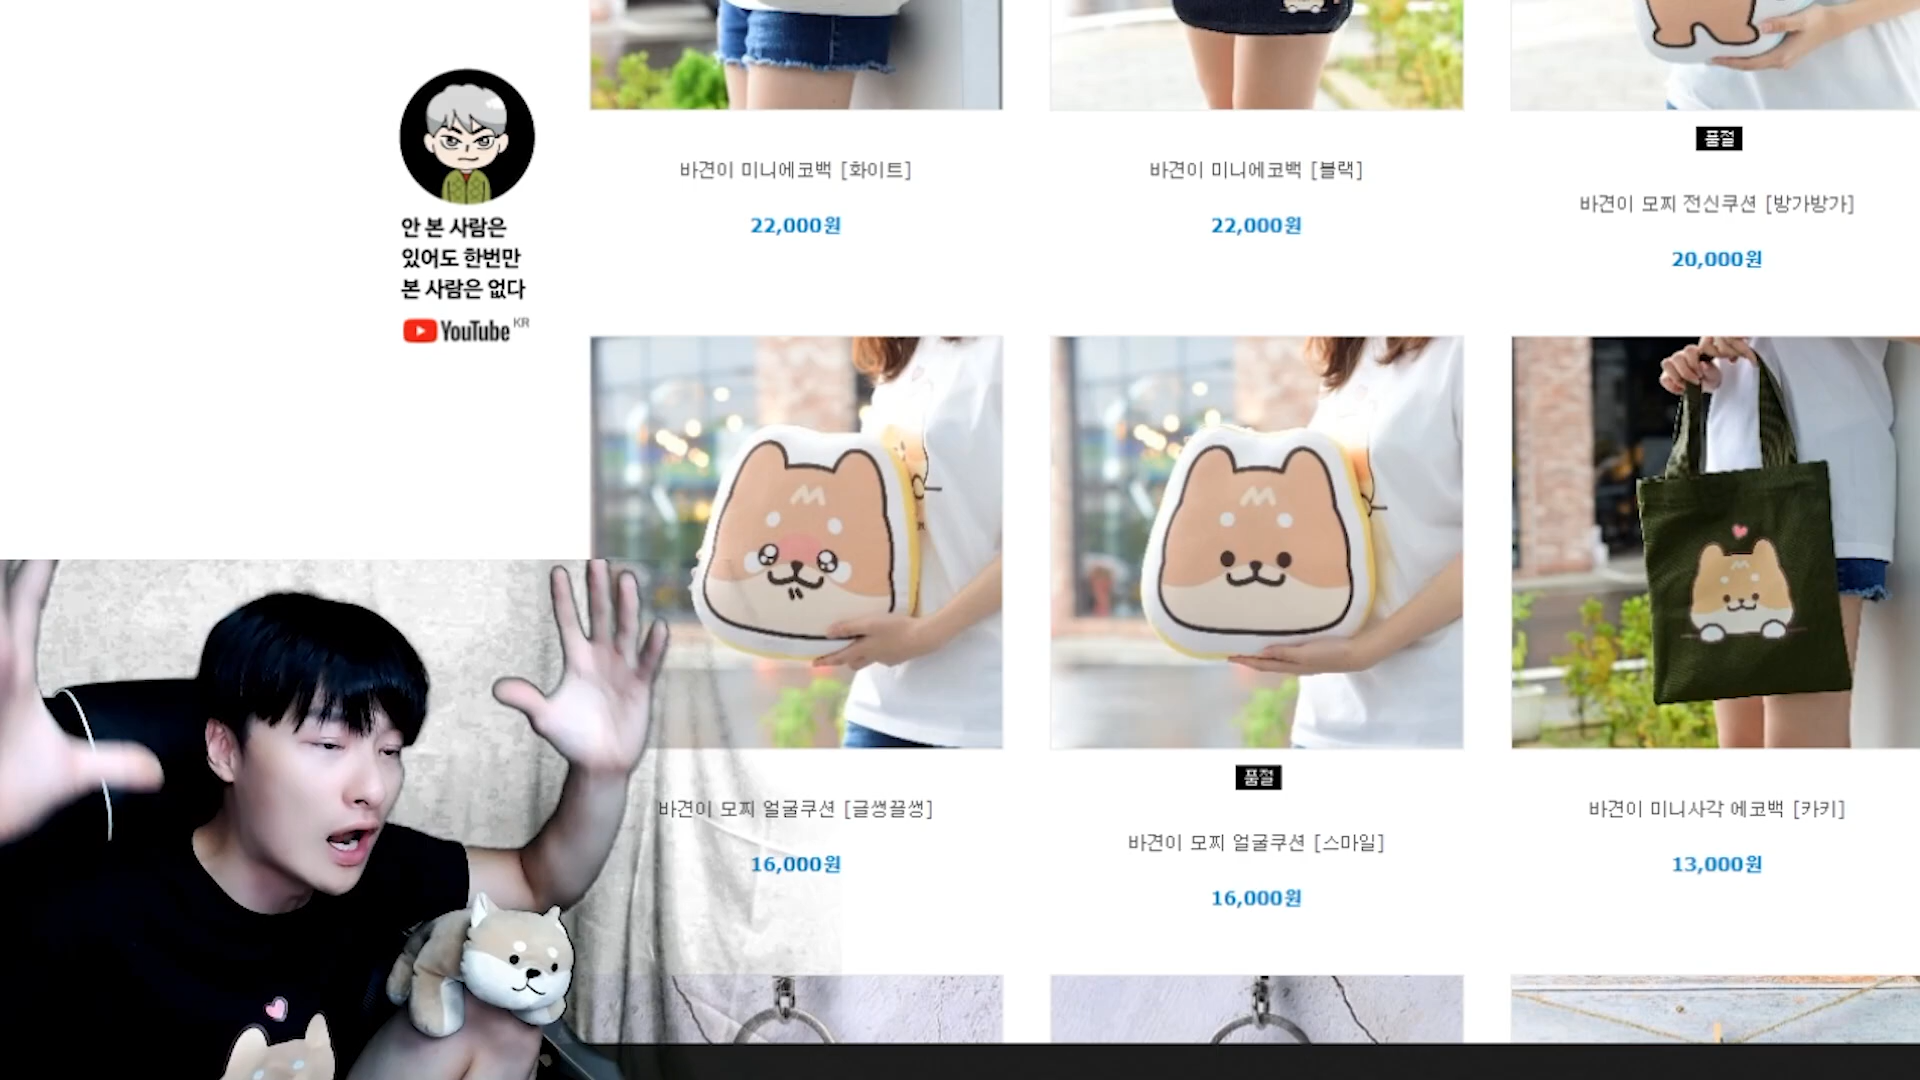 안 본 사람은
있어도 한번만
본 사람은 없다
YouTube KR
바견이 미니에코백 [화이트]
22,000원
바견이 미니에코백 [블랙]
22,000원
품절
바견이 모찌 전신쿠션 [방가방가]
20,000원
바견이 모찌 얼굴쿠션 [글썽끌썽]
16,000원
품절
바견이 모찌 얼굴쿠션 [스마일]
16,000원
바견이 미니사각 에코백 [카키]
13,000원